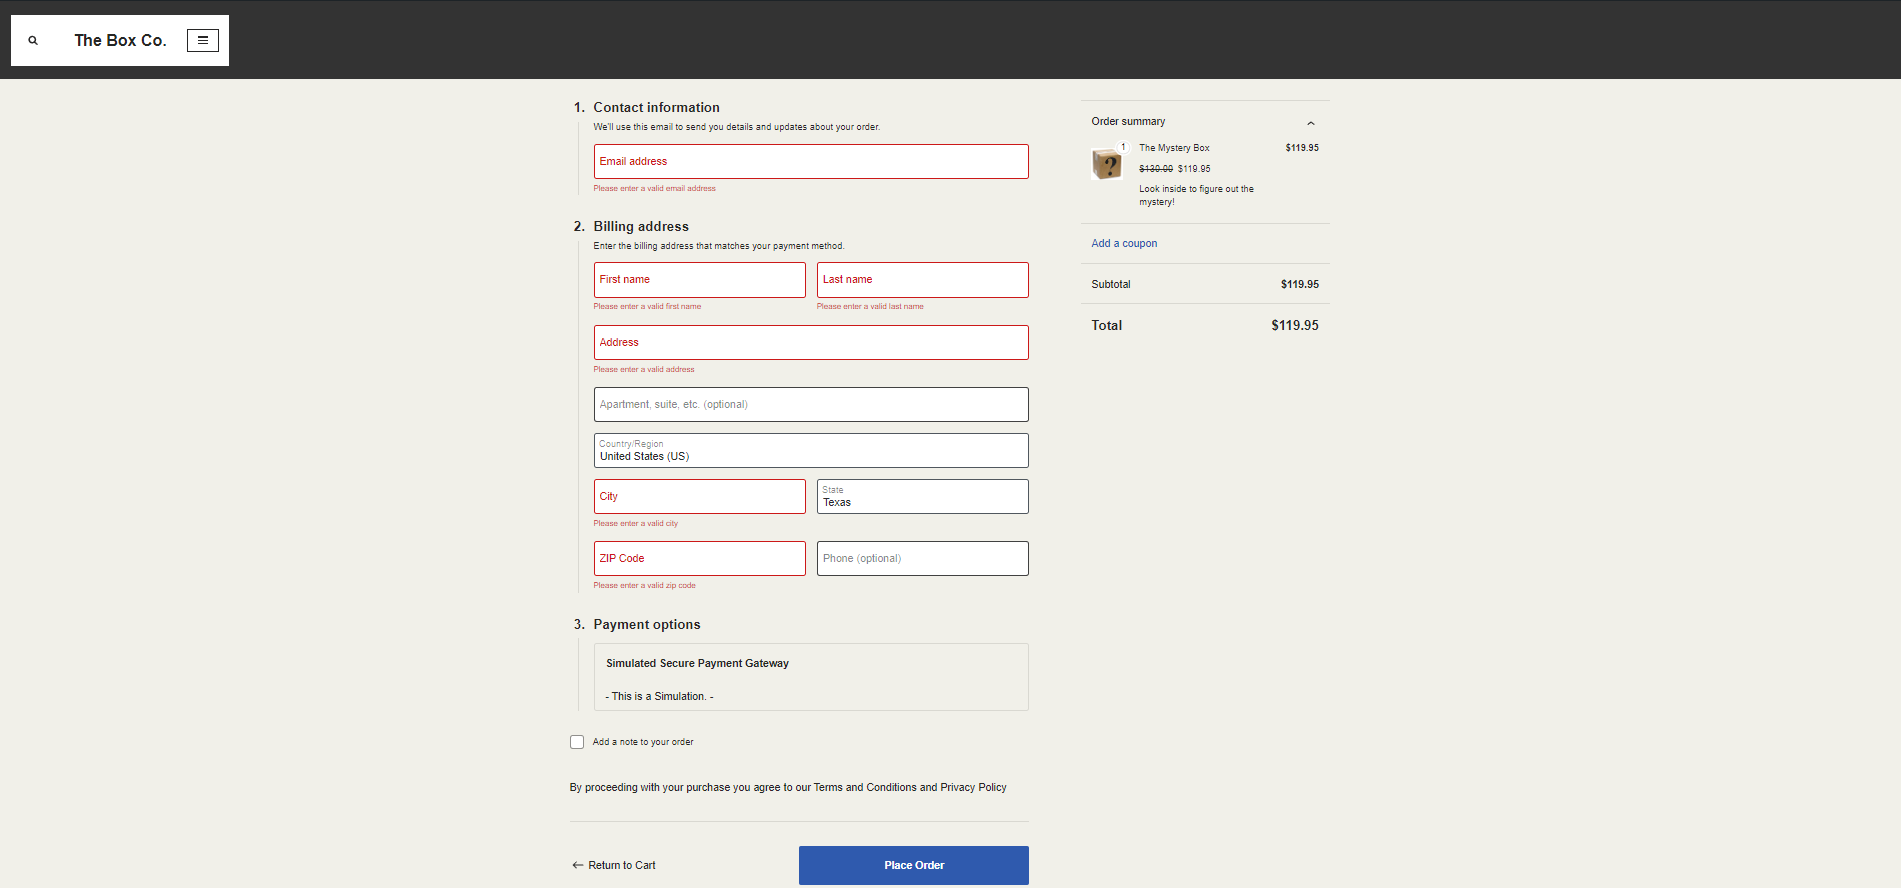 The Box Co.
1. Contact information
We'll use this email to send you details and updates about your order.
Email address
Please enter a valid email address
2. Billing address
Enter the billing address that matches your payment method.
First name
Last name
Please enter a valid first name
Please enter a valid last name
Address
Please enter a valid address
Apartment, suite, etc. (optional)
Country/Region
United States (US)
City
State
Texas
Please enter a valid city
ZIP Code
Phone (optional)
Please enter a valid zip code
3. Payment options
Simulated Secure Payment Gateway
- This is a Simulation. -
Add a note to your order
By proceeding with your purchase you agree to our Terms and Conditions and Privacy Policy
← Return to Cart
Place Order
Order summary
1
?
The Mystery Box
$119.95
$130.00 $119.95
Look inside to figure out the
mystery!
Add a coupon
Subtotal $119.95
Total $119.95